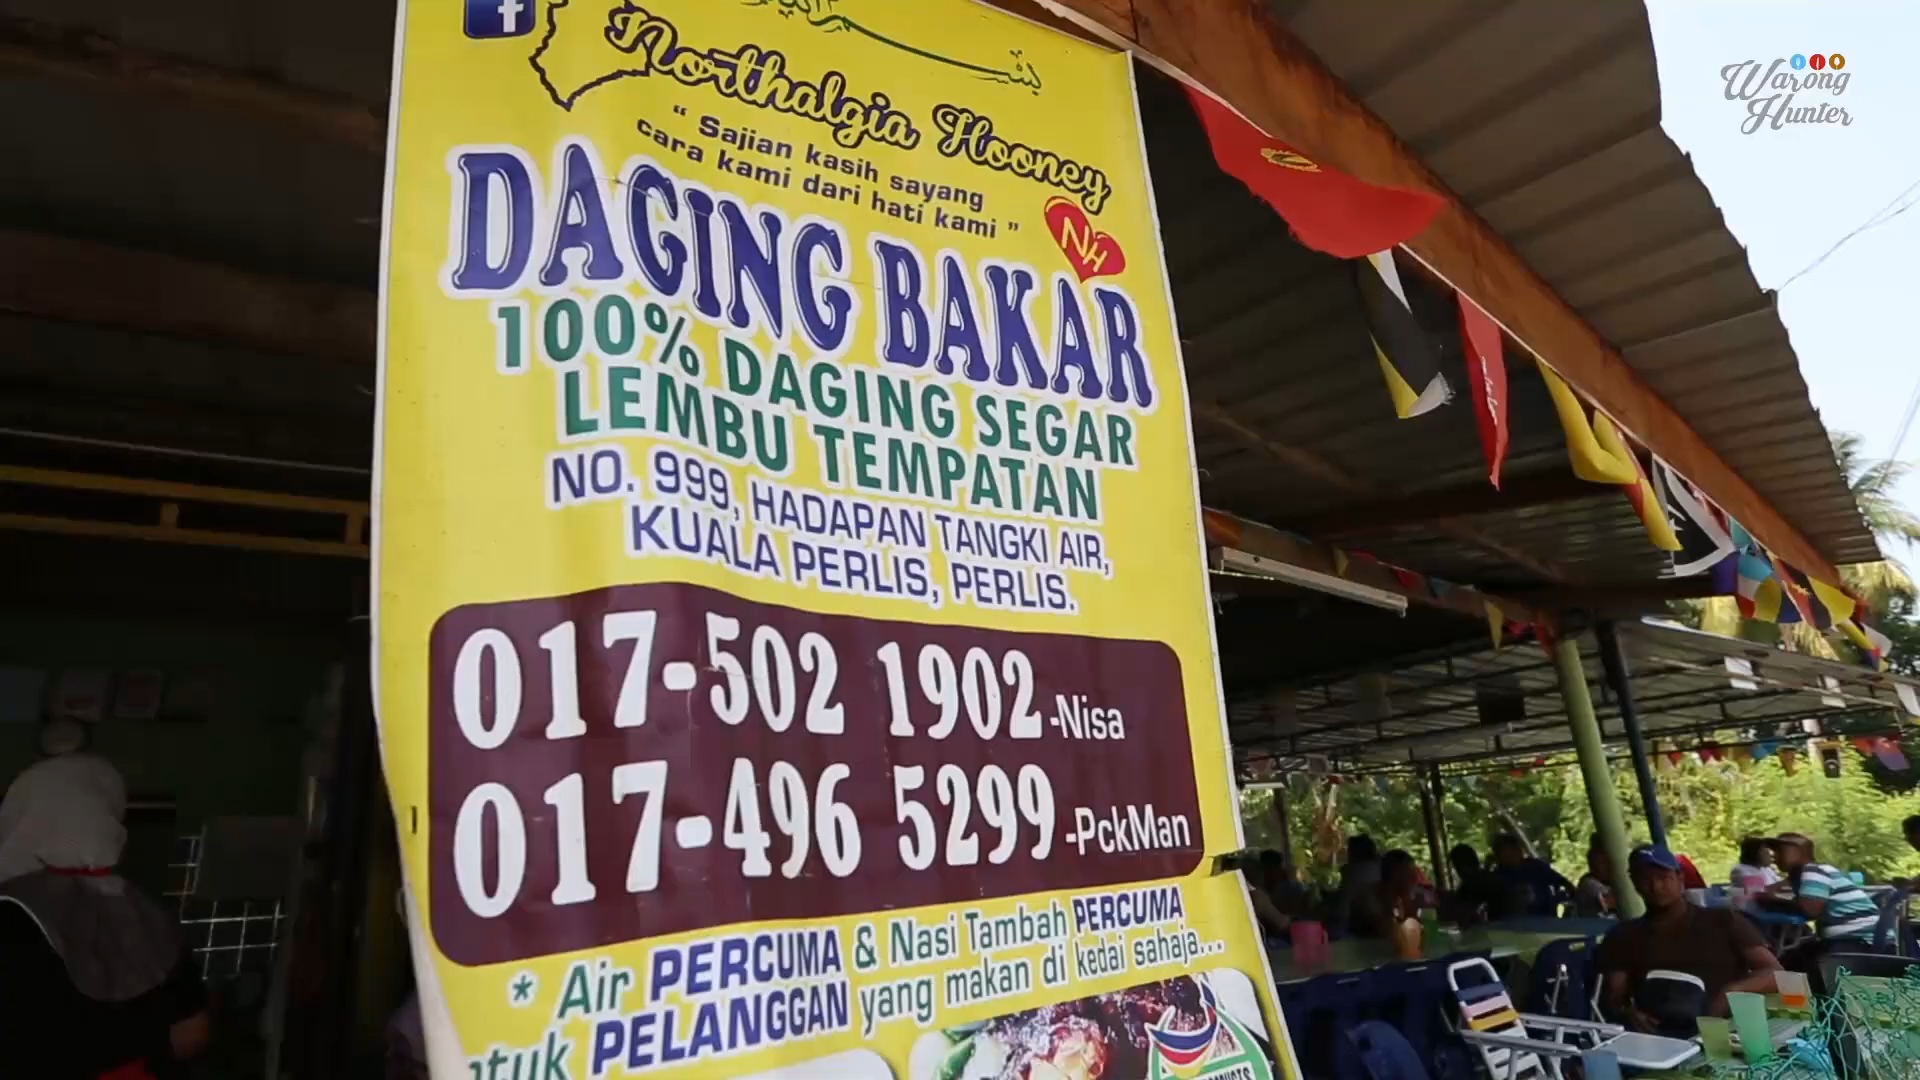 f
Northalgia Hooney
“ Sajian kasih sayang
cara kami dari hati kami ”
NH
DAGING BAKAR
100% DAGING SEGAR
LEMBU TEMPATAN
NO. 999, HADAPAN TANGKI AIR,
KUALA PERLIS, PERLIS.
017-502 1902-Nisa
017-496 5299-PckMan
* Air PERCUMA & Nasi Tambah PERCUMA
PELANGGAN yang makan di kedai sahaja...
Warong
Hunter